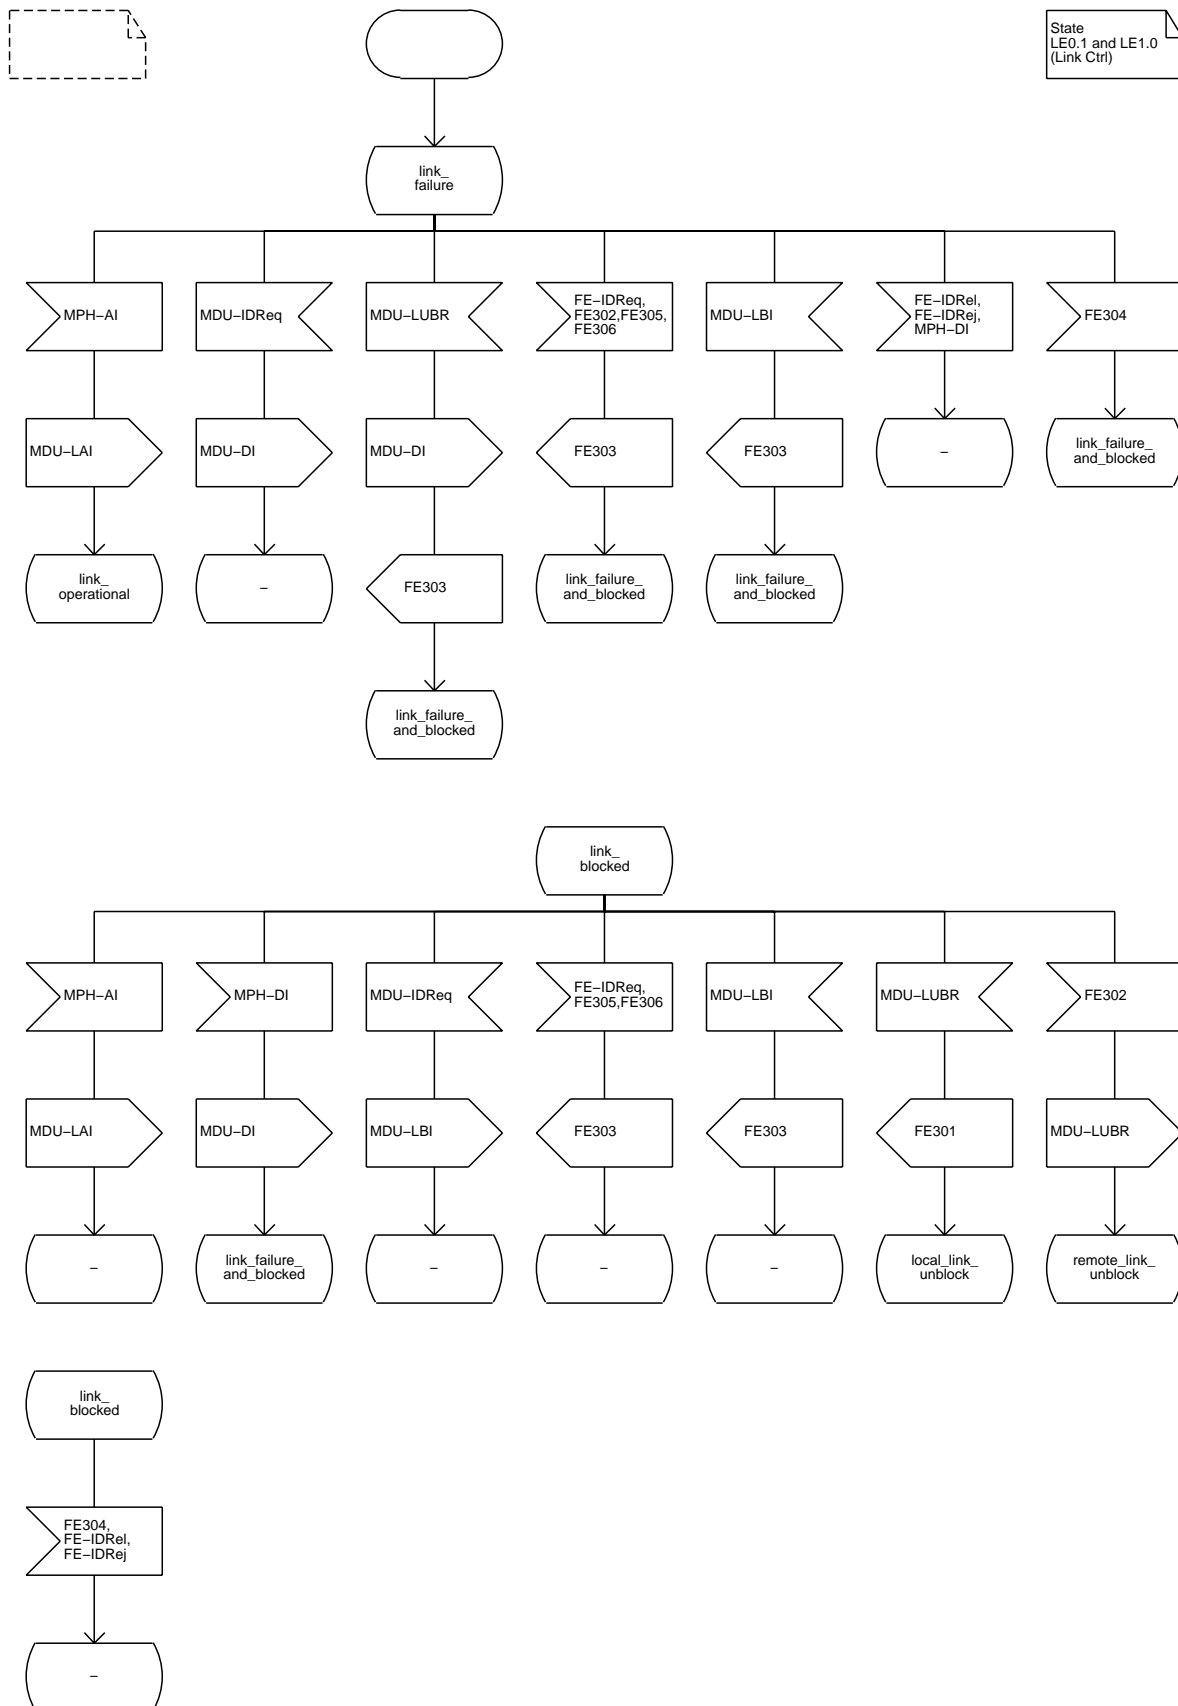 State
LE0.1 and LE1.0
(Link Ctrl)
link_
failure
MPH−AI
MDU−IDReq
MDU−LUBR
FE−IDReq,
FE302,FE305,
FE306
MDU−LBI
FE−IDRel,
FE−IDRej,
MPH−DI
FE304
MDU−LAI
MDU−DI
MDU−DI
FE303
FE303
−
link_failure_
and_blocked
link_
operational
−
FE303
link_failure_
and_blocked
link_failure_
and_blocked
link_failure_
and_blocked
link_
blocked
MPH−AI
MPH−DI
MDU−IDReq
FE−IDReq,
FE305,FE306
MDU−LBI
MDU−LUBR
FE302
MDU−LAI
MDU−DI
MDU−LBI
FE303
FE303
FE301
MDU−LUBR
−
link_failure_
and_blocked
−
−
−
local_link_
unblock
remote_link_
unblock
link_
blocked
FE304,
FE−IDRel,
FE−IDRej
−